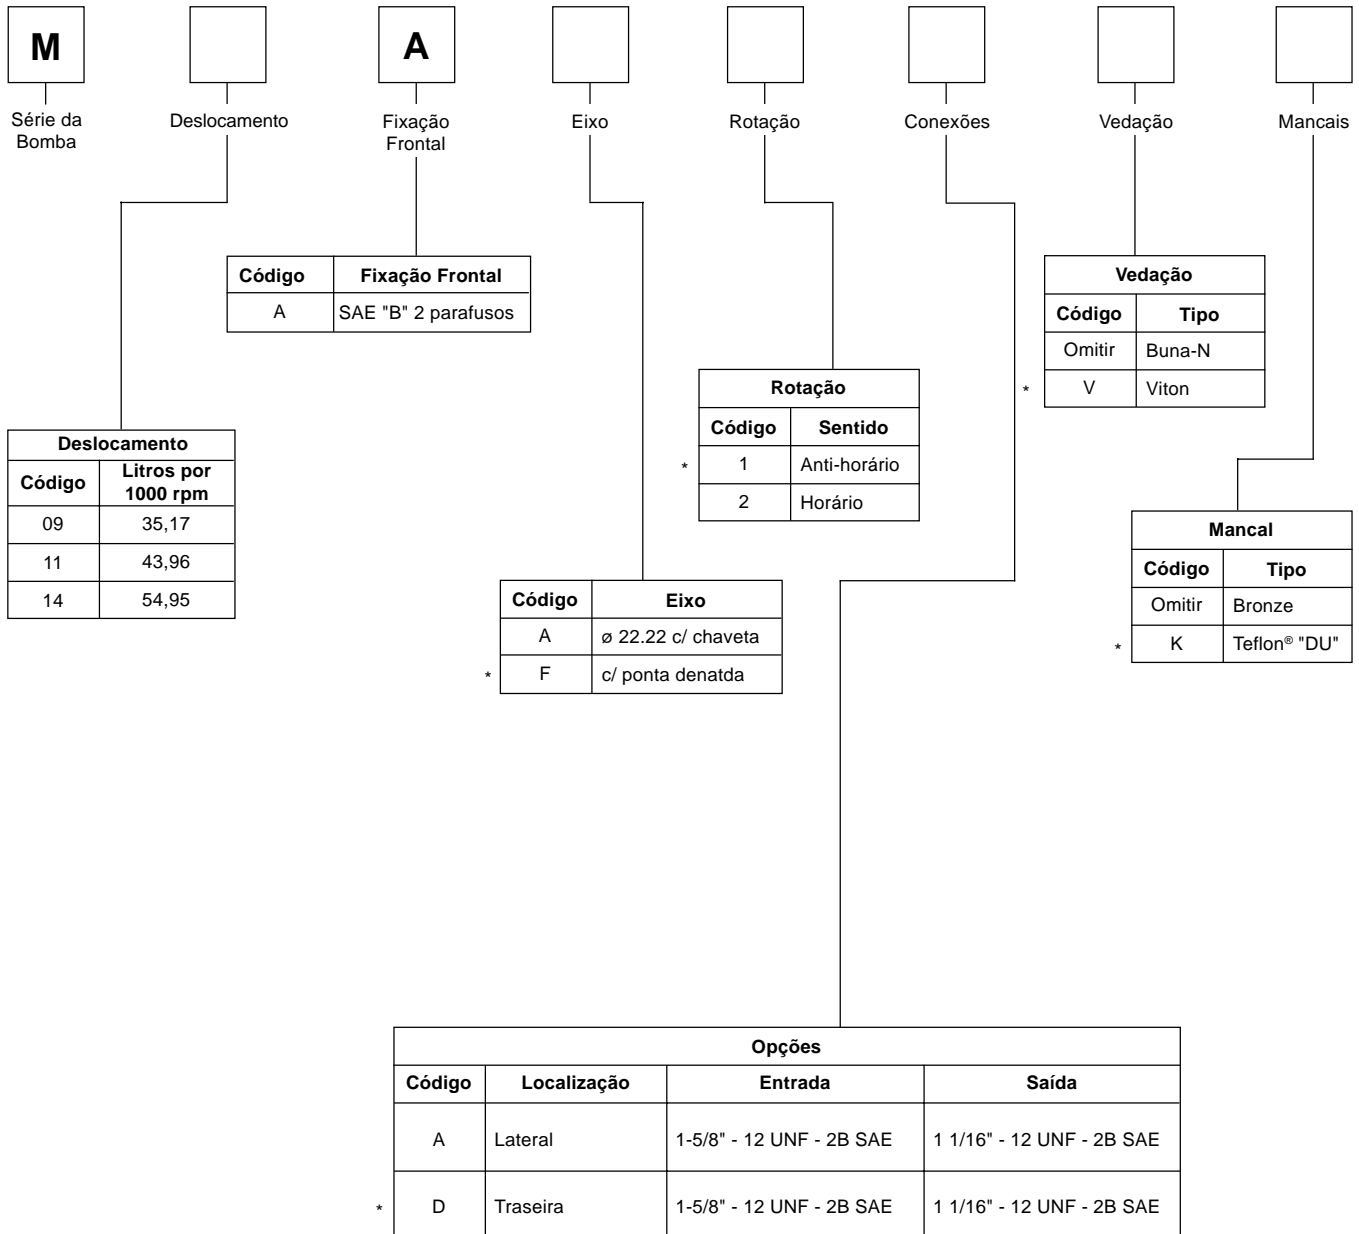 M A
Série da Bomba
Deslocamento
Fixação Frontal
Eixo
Rotação
Conexões
Vedação
Mancais
Código Fixação Frontal
A SAE "B" 2 parafusos
Vedação
Código Tipo
Omitir Buna-N
* V Viton
Rotação
Código Sentido
* 1 Anti-horário
2 Horário
Deslocamento
Código Litros por 1000 rpm
09 35,17
11 43,96
14 54,95
Mancal
Código Tipo
Omitir Bronze
* K Teflon® "DU"
Código Eixo
A ø 22.22 c/ chaveta
* F c/ ponta denatda
Opções
Código Localização Entrada Saída
A Lateral 1-5/8" - 12 UNF - 2B SAE 1 1/16" - 12 UNF - 2B SAE
* D Traseira 1-5/8" - 12 UNF - 2B SAE 1 1/16" - 12 UNF - 2B SAE